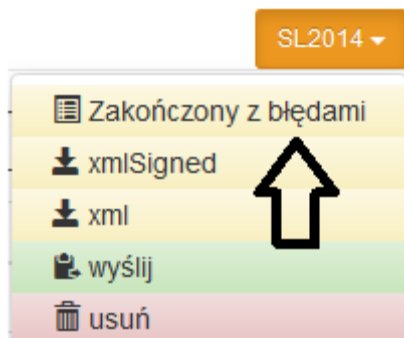 SL2014
Zakończony z błędami
xmlSigned
xml
wyślij
usuń